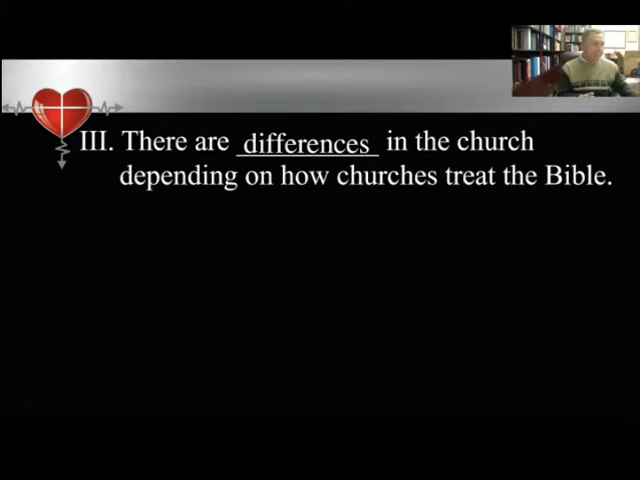 III. There are differences in the church
depending on how churches treat the Bible.